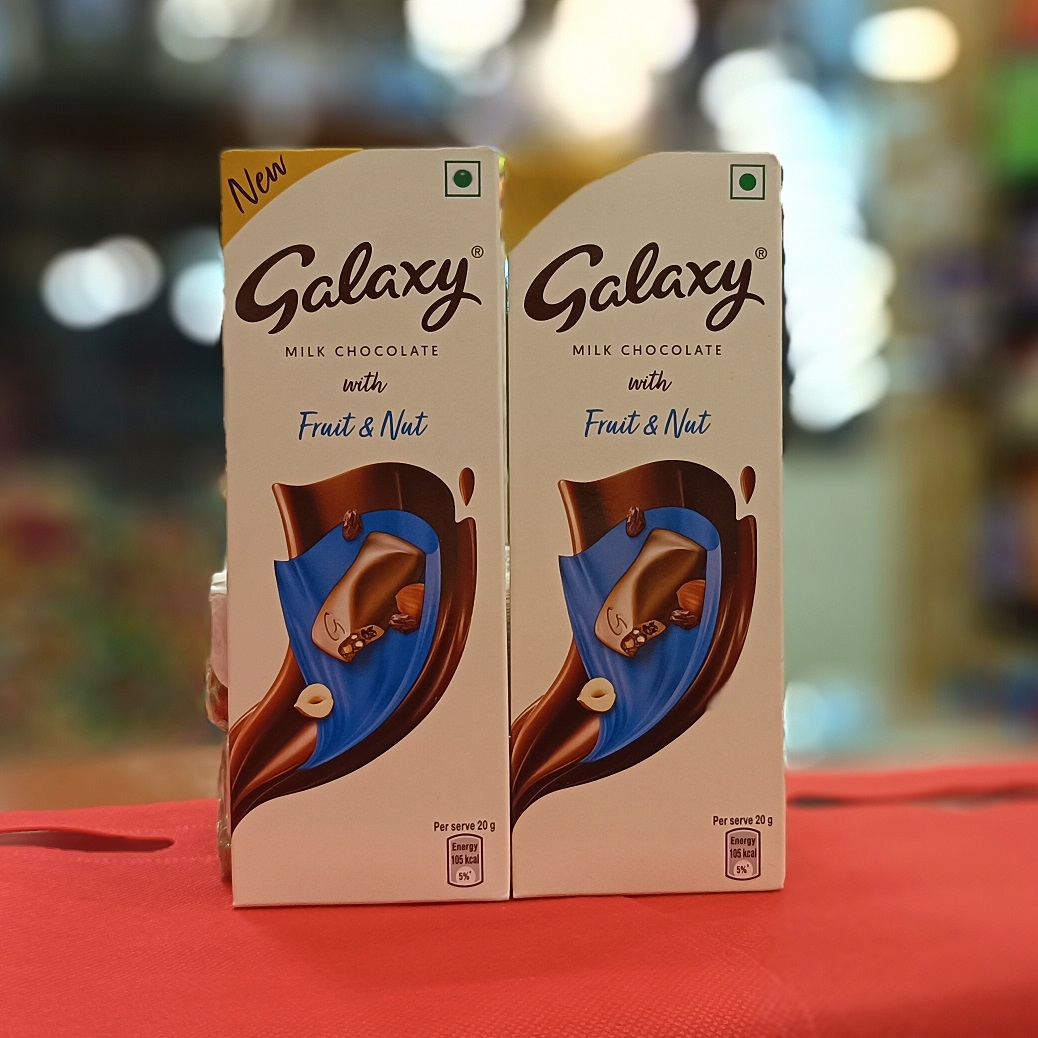 New
Galaxy®
MILK CHOCOLATE
with
Fruit & Nut
Per serve 20 g
Energy
105 kcal
5%*
Galaxy®
MILK CHOCOLATE
with
Fruit & Nut
Per serve 20 g
Energy
105 kcal
5%*